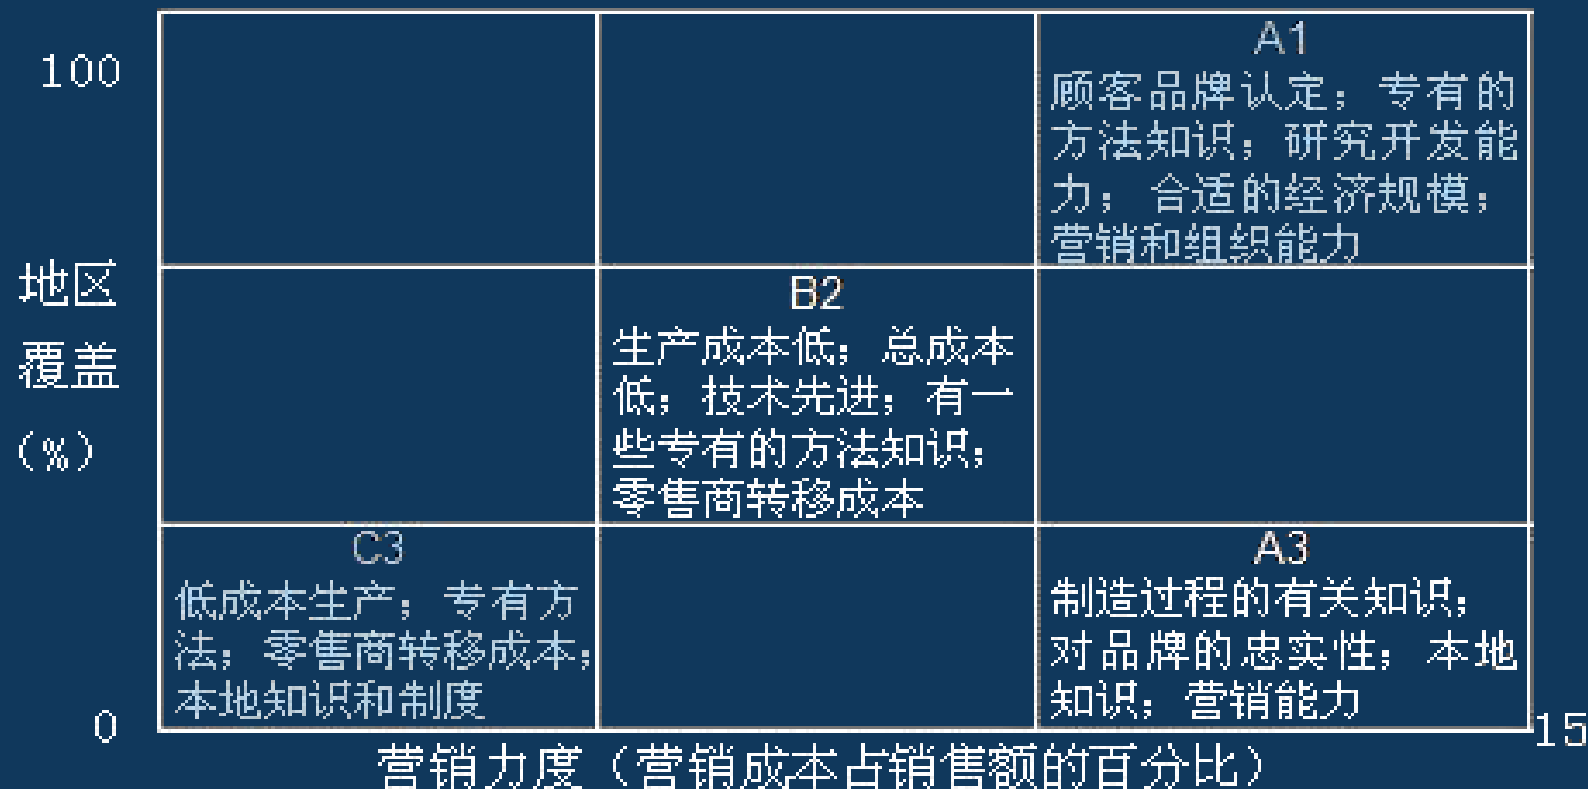 100
A1
顾客品牌认定；专有的
方法知识；研究开发能
力；合适的经济规模；
营销和组织能力
地区
覆盖
(%)
B2
生产成本低；总成本
低；技术先进；有一
些专有的方法知识；
零售商转移成本
C3
低成本生产；专有方
法；零售商转移成本；
本地知识和制度
A3
制造过程的有关知识；
对品牌的忠实性；本地
知识；营销能力
0
15
营销力度（营销成本占销售额的百分比）